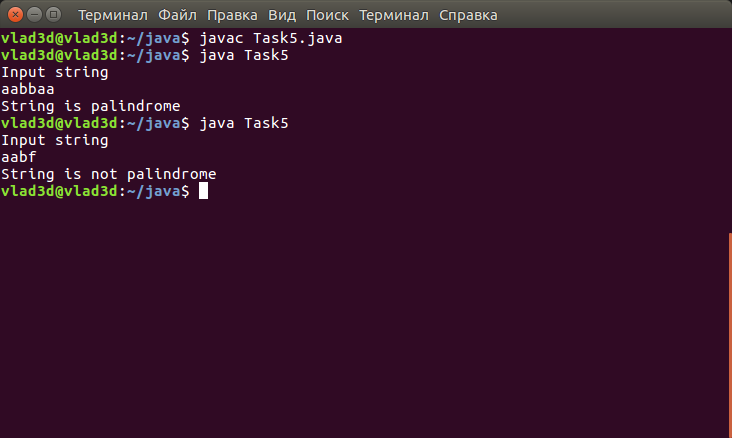 Терминал Файл Правка Вид Поиск Терминал Справка
vlad3d@vlad3d:~/java$ javac Task5.java
vlad3d@vlad3d:~/java$ java Task5
Input string
aabbaa
String is palindrome
vlad3d@vlad3d:~/java$ java Task5
Input string
aabf
String is not palindrome
vlad3d@vlad3d:~/java$